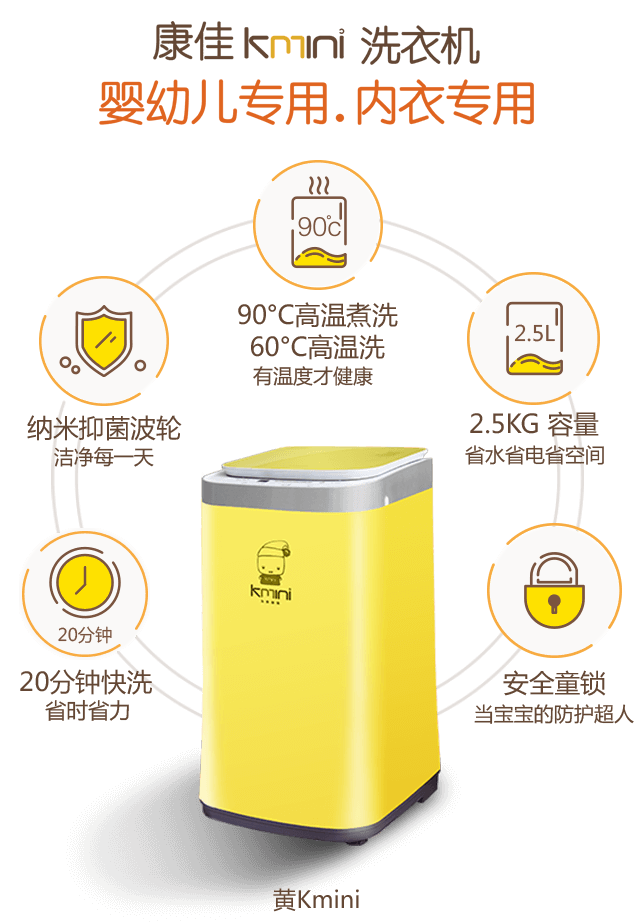 康佳 kmini 洗衣机
婴幼儿专用.内衣专用
90℃
90°C高温煮洗
60°C高温洗
有温度才健康
纳米抑菌波轮
洁净每一天
2.5L
2.5KG 容量
省水省电省空间
20分钟
20分钟快洗
省时省力
安全童锁
当宝宝的防护超人
kmini
黄Kmini